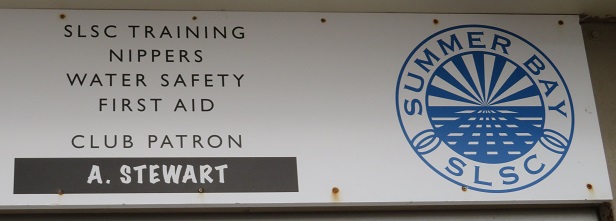 SLSC TRAINING
NIPPERS
WATER SAFETY
FIRST AID
CLUB PATRON
A. STEWART
SUMMER BAY
SLSC